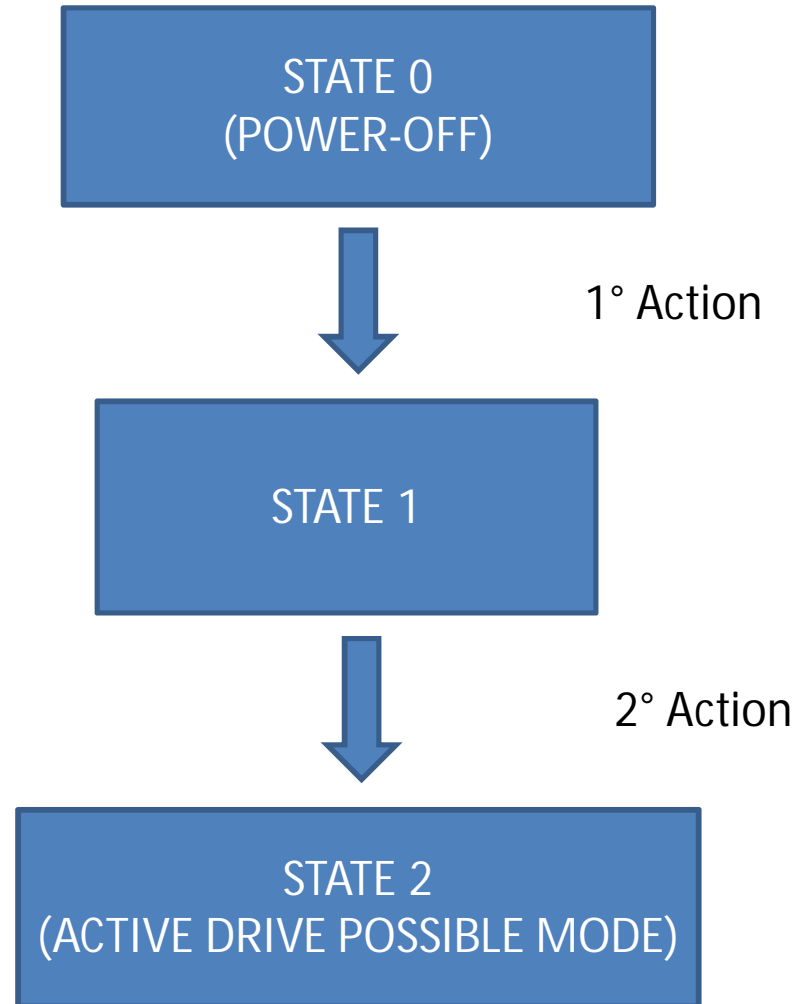 STATE 0
(POWER-OFF)
1° Action
STATE 1
2° Action
STATE 2
(ACTIVE DRIVE POSSIBLE MODE)